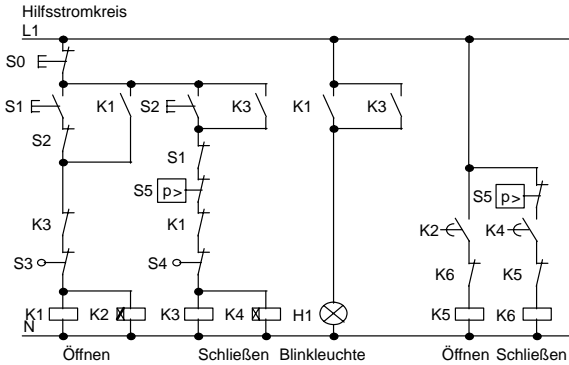 Hilfsstromkreis
L1
S0
S1 K1 S2 K3 K1 K3
S2
S1
S5 p>
S5 p>
K3 K1 K2 K4
S3 S4 K6 K5
K1 K2 K3 K4 H1 K5 K6
N
Öffnen Schließen Blinkleuchte Öffnen Schließen